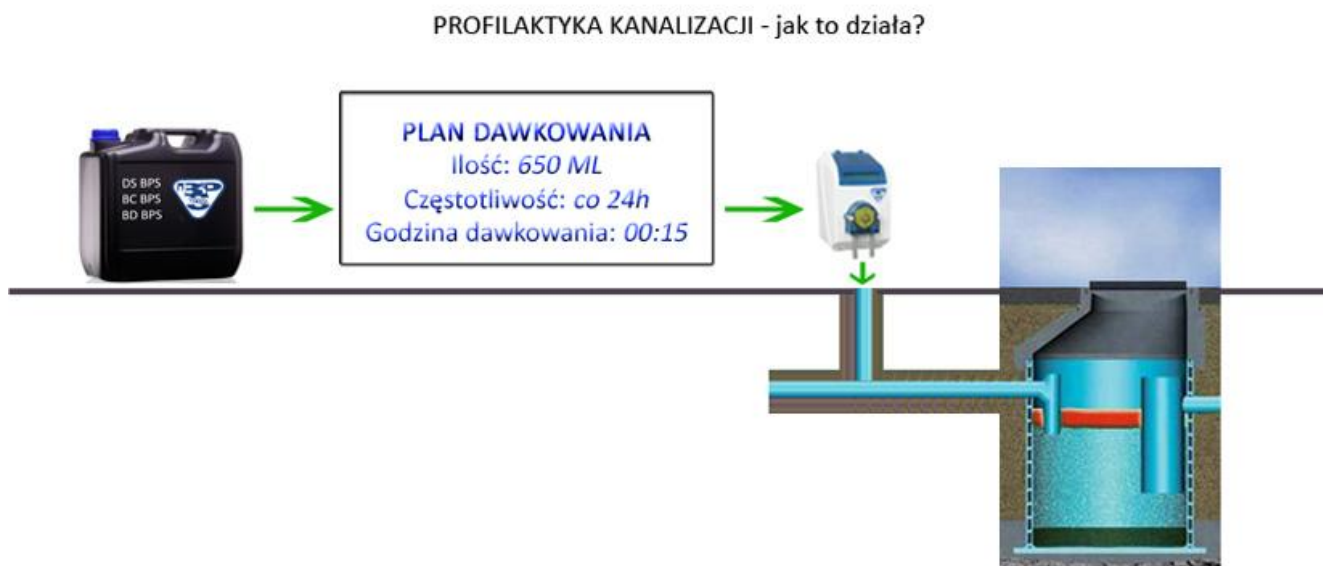 PROFILAKTYKA KANALIZACJI - jak to działa?
DS BPS
BC BPS
BD BPS
PLAN DAWKOWANIA
Ilość: 650 ML
Częstotliwość: co 24h
Godzina dawkowania: 00:15